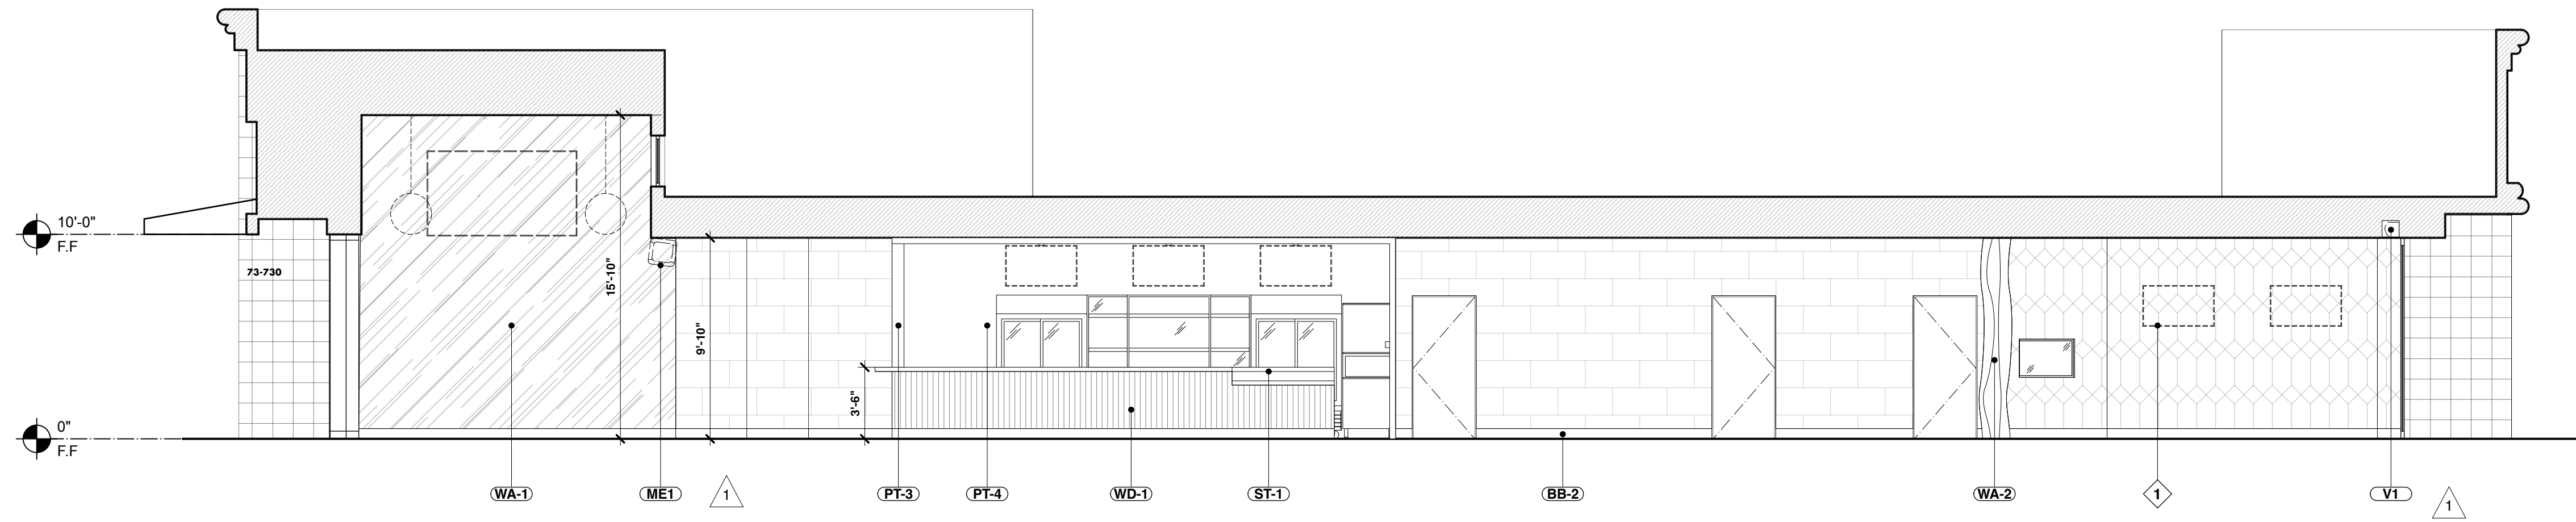 10'-0"
F.F
73-730
15'-10"
9'-10"
3'-6"
0"
F.F
WA-1
ME1
1
PT-3
PT-4
WD-1
ST-1
BB-2
WA-2
1
V1
1